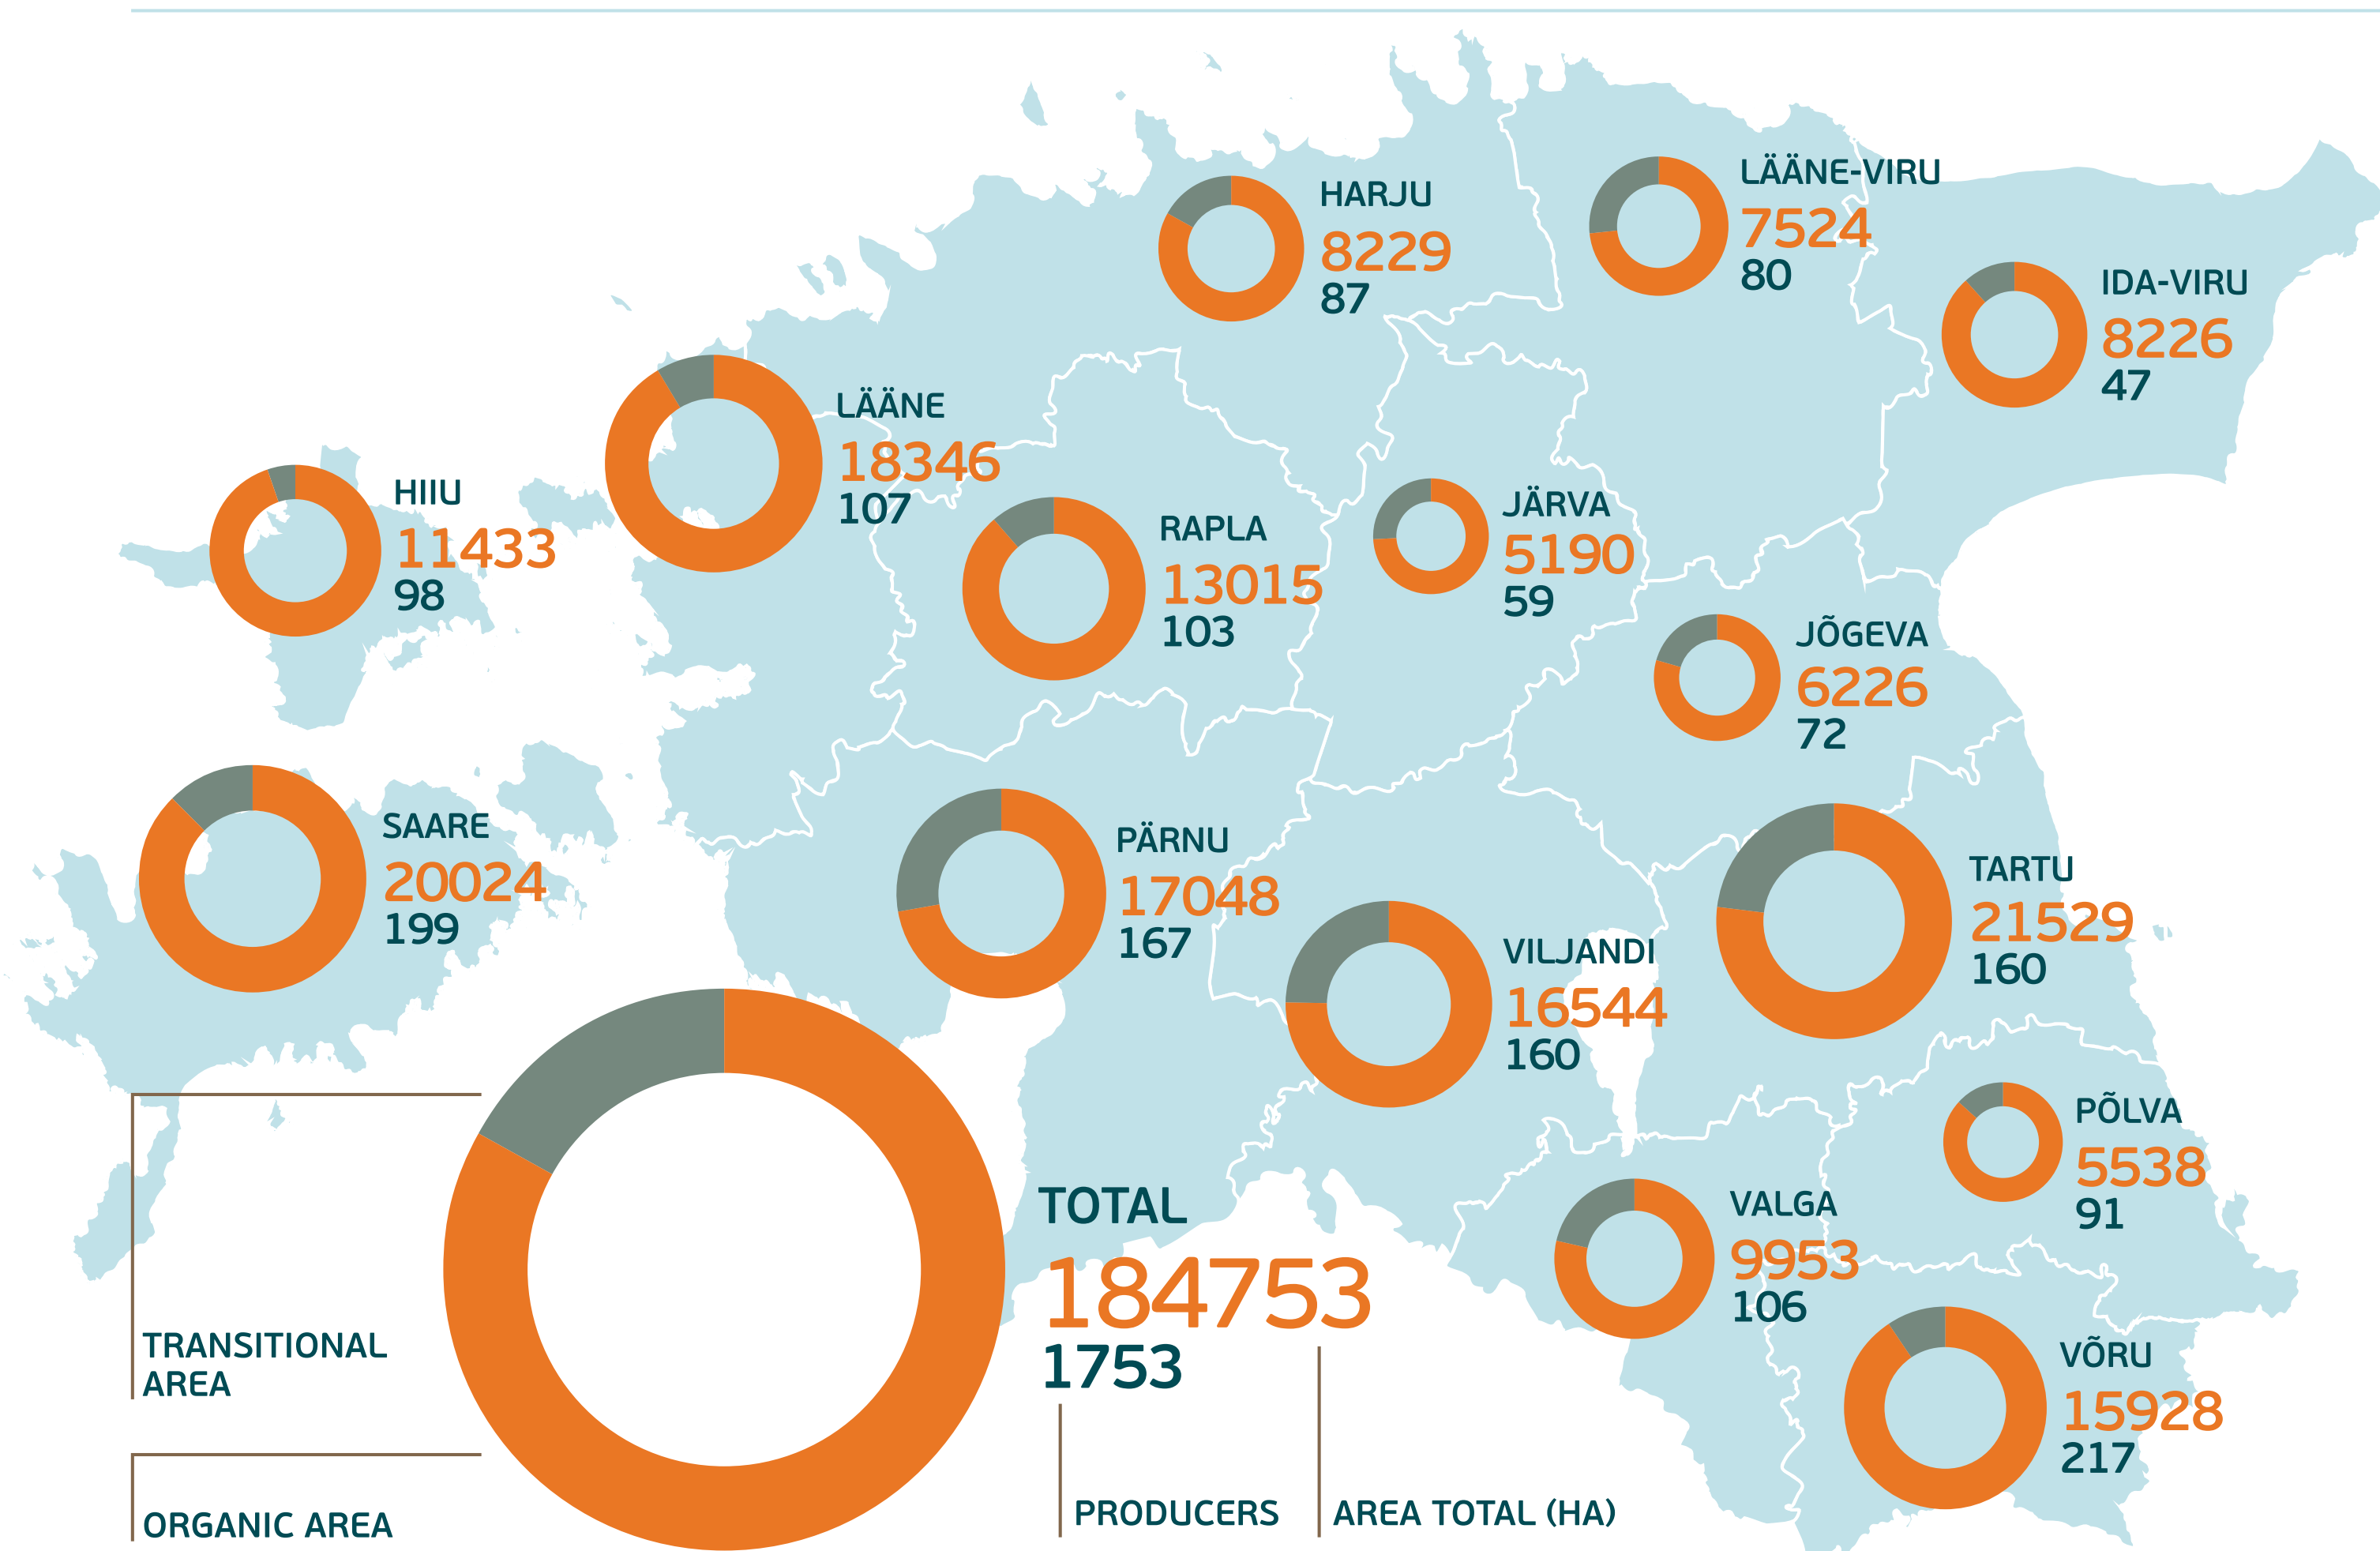 HARJU
8229
87
LÄÄNE-VIRU
7524
80
IDA-VIRU
8226
47
LÄÄNE
18346
107
HIIU
11433
98
RAPLA
13015
103
JÄRVA
5190
59
JÕGEVA
6226
72
SAARE
20024
199
PÄRNU
17048
167
VILJANDI
16544
160
TARTU
21529
160
PÕLVA
5538
91
VALGA
9953
106
VÕRU
15928
217
TOTAL
184753
1753
TRANSITIONAL
AREA
ORGANIC AREA
PRODUCERS
AREA TOTAL (HA)